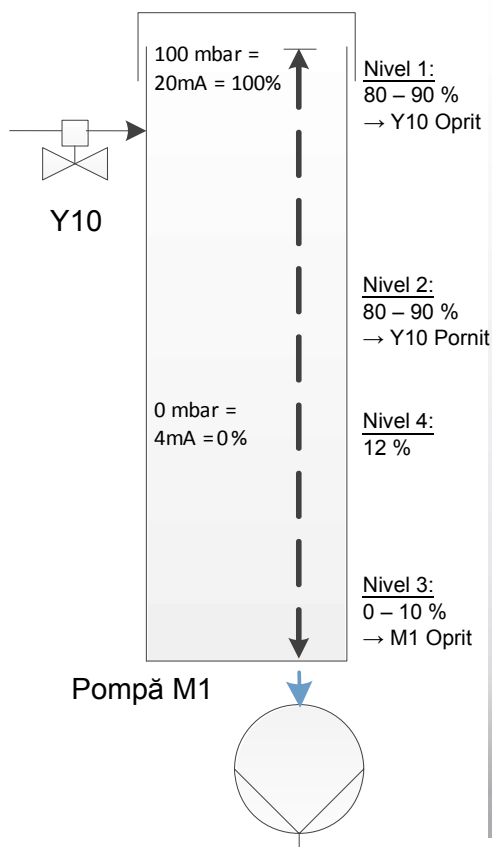 100 mbar =
20mA = 100%
Nivel 1:
80 – 90 %
→ Y10 Oprit
Y10
Nivel 2:
80 – 90 %
→ Y10 Pornit
0 mbar =
4mA = 0%
Nivel 4:
12 %
Nivel 3:
0 – 10 %
→ M1 Oprit
Pompă M1